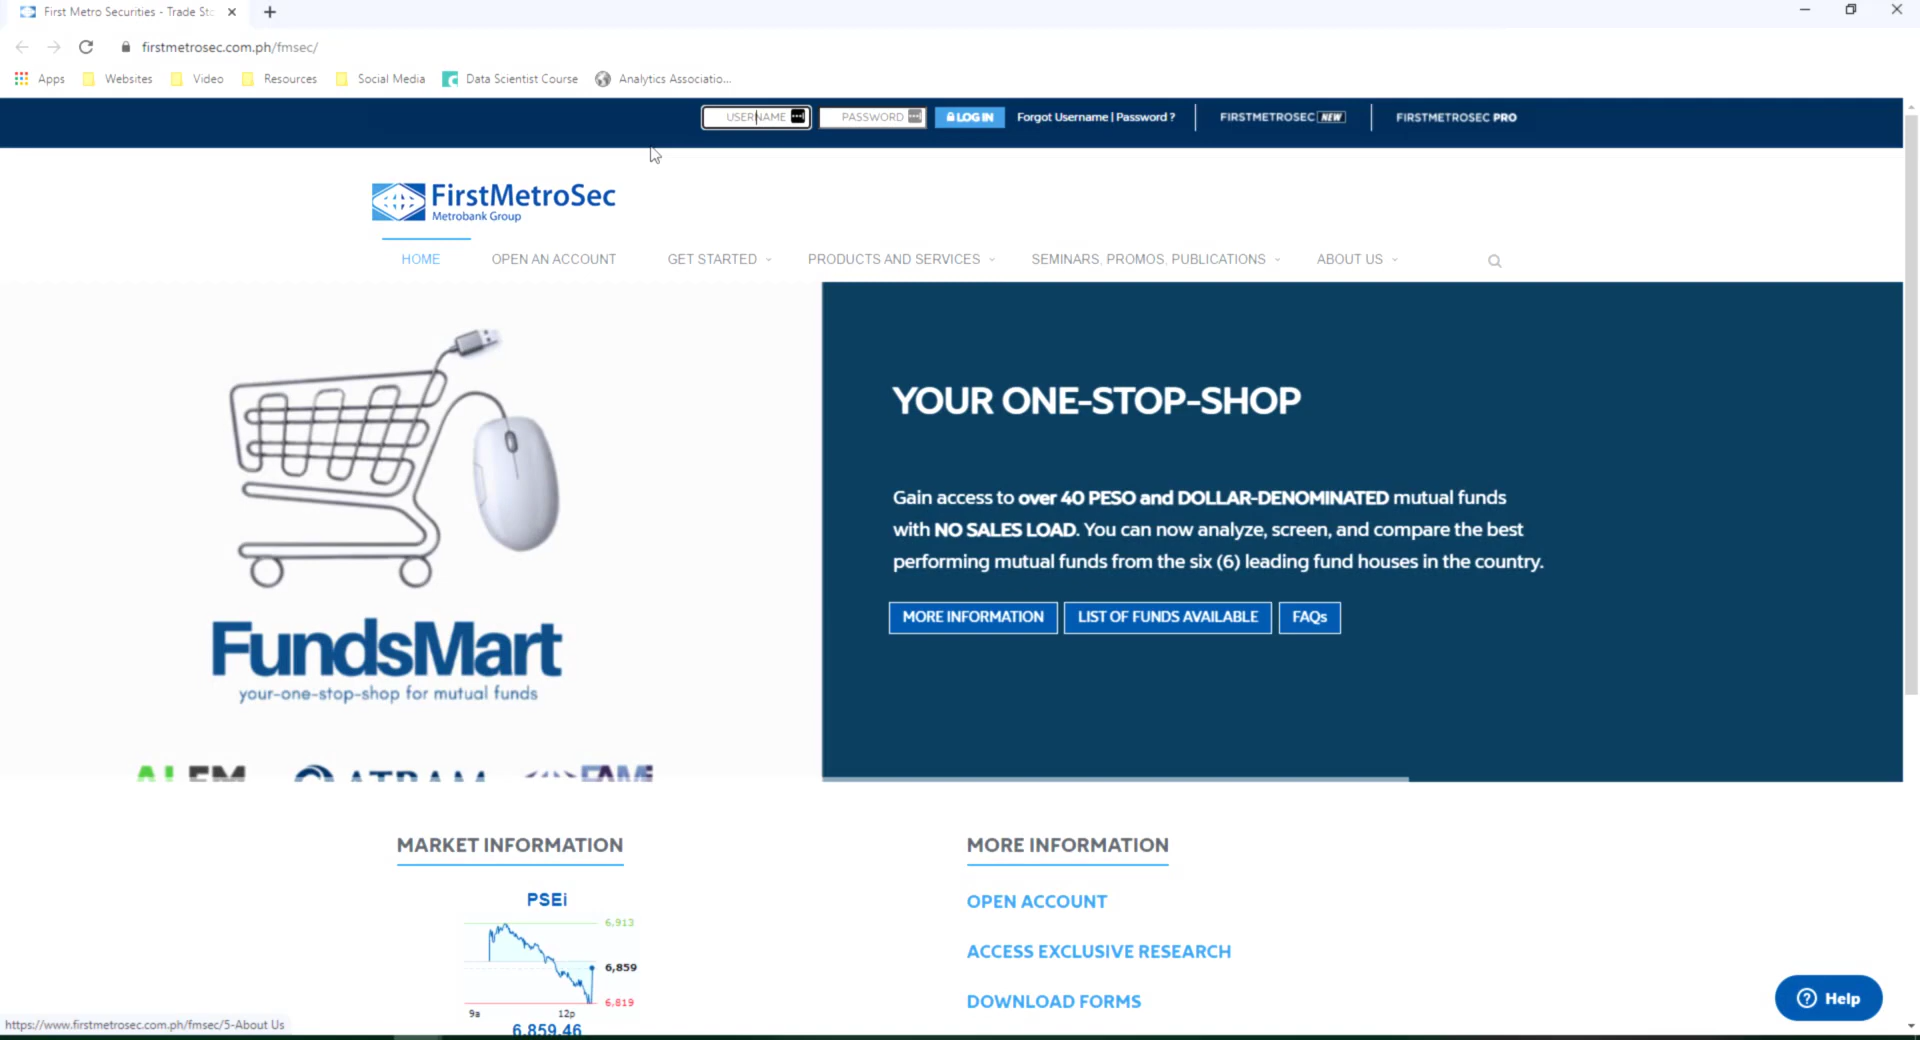 First Metro Securities - Trade Sto
firstmetrosec.com.ph/fmsec/
Apps Websites Video Resources Social Media Data Scientist Course Analytics Associatio...
USERNAME PASSWORD LOG IN Forgot Username | Password ? FIRSTMETROSEC NEW FIRSTMETROSEC PRO
FirstMetroSec
Metrobank Group
HOME OPEN AN ACCOUNT GET STARTED PRODUCTS AND SERVICES SEMINARS, PROMOS, PUBLICATIONS ABOUT US
YOUR ONE-STOP-SHOP
Gain access to over 40 PESO and DOLLAR-DENOMINATED mutual funds
with NO SALES LOAD. You can now analyze, screen, and compare the best
performing mutual funds from the six (6) leading fund houses in the country.
MORE INFORMATION LIST OF FUNDS AVAILABLE FAQs
FundsMart
your-one-stop-shop for mutual funds
ATRAM FAMi
MARKET INFORMATION
PSEi
6,913
6,859
6,819
9a 12p
6,859.46
MORE INFORMATION
OPEN ACCOUNT
ACCESS EXCLUSIVE RESEARCH
DOWNLOAD FORMS
Help
https://www.firstmetrosec.com.ph/fmsec/5-About Us